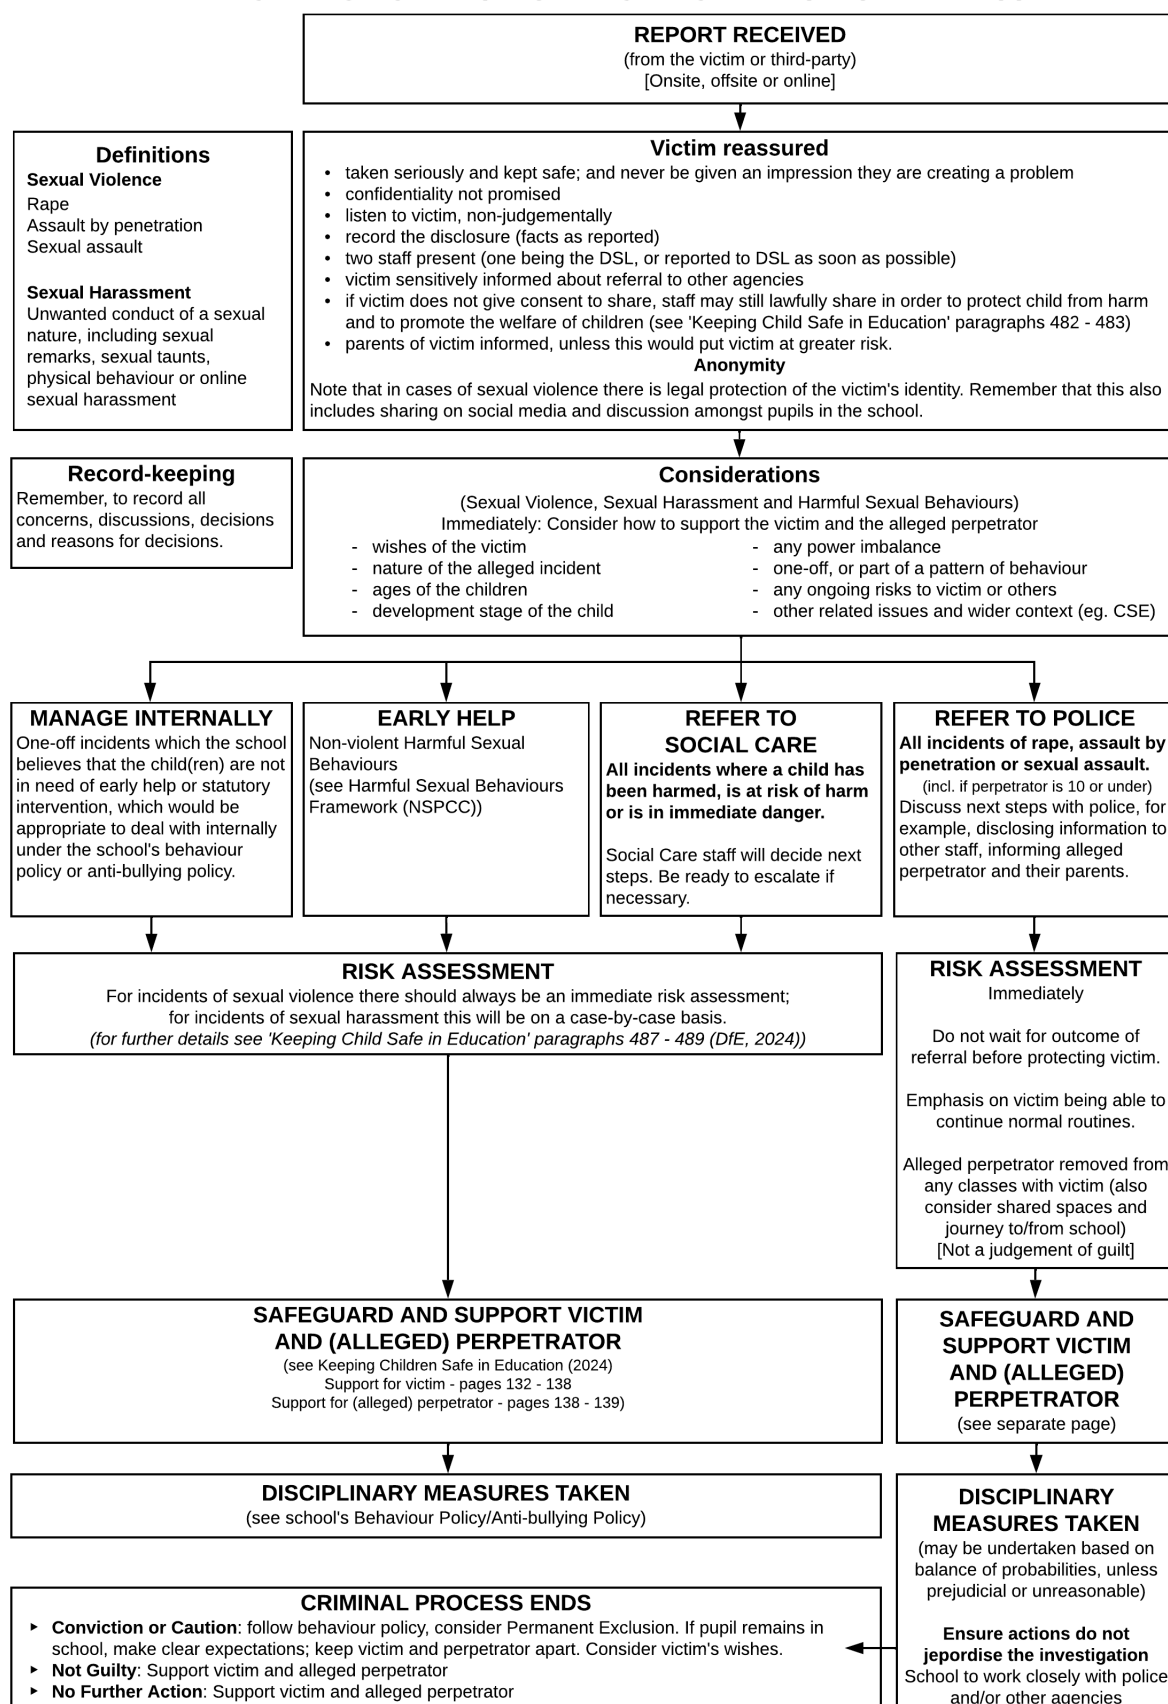 REPORT RECEIVED
(from the victim or third-party)
[Onsite, offsite or online]
Definitions
Sexual Violence
Rape
Assault by penetration
Sexual assault
Sexual Harassment
Unwanted conduct of a sexual
nature, including sexual
remarks, sexual taunts,
physical behaviour or online
sexual harassment
Victim reassured
• taken seriously and kept safe; and never be given an impression they are creating a problem
• confidentiality not promised
• listen to victim, non-judgementally
• record the disclosure (facts as reported)
• two staff present (one being the DSL, or reported to DSL as soon as possible)
• victim sensitively informed about referral to other agencies
• if victim does not give consent to share, staff may still lawfully share in order to protect child from harm
and to promote the welfare of children (see 'Keeping Child Safe in Education' paragraphs 482 - 483)
• parents of victim informed, unless this would put victim at greater risk.
Anonymity
Note that in cases of sexual violence there is legal protection of the victim's identity. Remember that this also
includes sharing on social media and discussion amongst pupils in the school.
Record-keeping
Remember, to record all
concerns, discussions, decisions
and reasons for decisions.
Considerations
(Sexual Violence, Sexual Harassment and Harmful Sexual Behaviours)
Immediately: Consider how to support the victim and the alleged perpetrator
- wishes of the victim
- nature of the alleged incident
- ages of the children
- development stage of the child
- any power imbalance
- one-off, or part of a pattern of behaviour
- any ongoing risks to victim or others
- other related issues and wider context (eg. CSE)
MANAGE INTERNALLY
One-off incidents which the school
believes that the child(ren) are not
in need of early help or statutory
intervention, which would be
appropriate to deal with internally
under the school's behaviour
policy or anti-bullying policy.
EARLY HELP
Non-violent Harmful Sexual
Behaviours
(see Harmful Sexual Behaviours
Framework (NSPCC))
REFER TO
SOCIAL CARE
All incidents where a child has
been harmed, is at risk of harm
or is in immediate danger.
Social Care staff will decide next
steps. Be ready to escalate if
necessary.
REFER TO POLICE
All incidents of rape, assault by
penetration or sexual assault.
(incl. if perpetrator is 10 or under)
Discuss next steps with police, for
example, disclosing information to
other staff, informing alleged
perpetrator and their parents.
RISK ASSESSMENT
For incidents of sexual violence there should always be an immediate risk assessment;
for incidents of sexual harassment this will be on a case-by-case basis.
(for further details see 'Keeping Child Safe in Education' paragraphs 487 - 489 (DfE, 2024))
RISK ASSESSMENT
Immediately
Do not wait for outcome of
referral before protecting victim.
Emphasis on victim being able to
continue normal routines.
Alleged perpetrator removed from
any classes with victim (also
consider shared spaces and
journey to/from school)
[Not a judgement of guilt]
SAFEGUARD AND SUPPORT VICTIM
AND (ALLEGED) PERPETRATOR
(see Keeping Children Safe in Education (2024)
Support for victim - pages 132 - 138
Support for (alleged) perpetrator - pages 138 - 139)
SAFEGUARD AND
SUPPORT VICTIM
AND (ALLEGED)
PERPETRATOR
(see separate page)
DISCIPLINARY MEASURES TAKEN
(see school's Behaviour Policy/Anti-bullying Policy)
DISCIPLINARY
MEASURES TAKEN
(may be undertaken based on
balance of probabilities, unless
prejudicial or unreasonable)
Ensure actions do not
jepordise the investigation
School to work closely with police
and/or other agencies
CRIMINAL PROCESS ENDS
‣ Conviction or Caution: follow behaviour policy, consider Permanent Exclusion. If pupil remains in
school, make clear expectations; keep victim and perpetrator apart. Consider victim's wishes.
‣ Not Guilty: Support victim and alleged perpetrator
‣ No Further Action: Support victim and alleged perpetrator